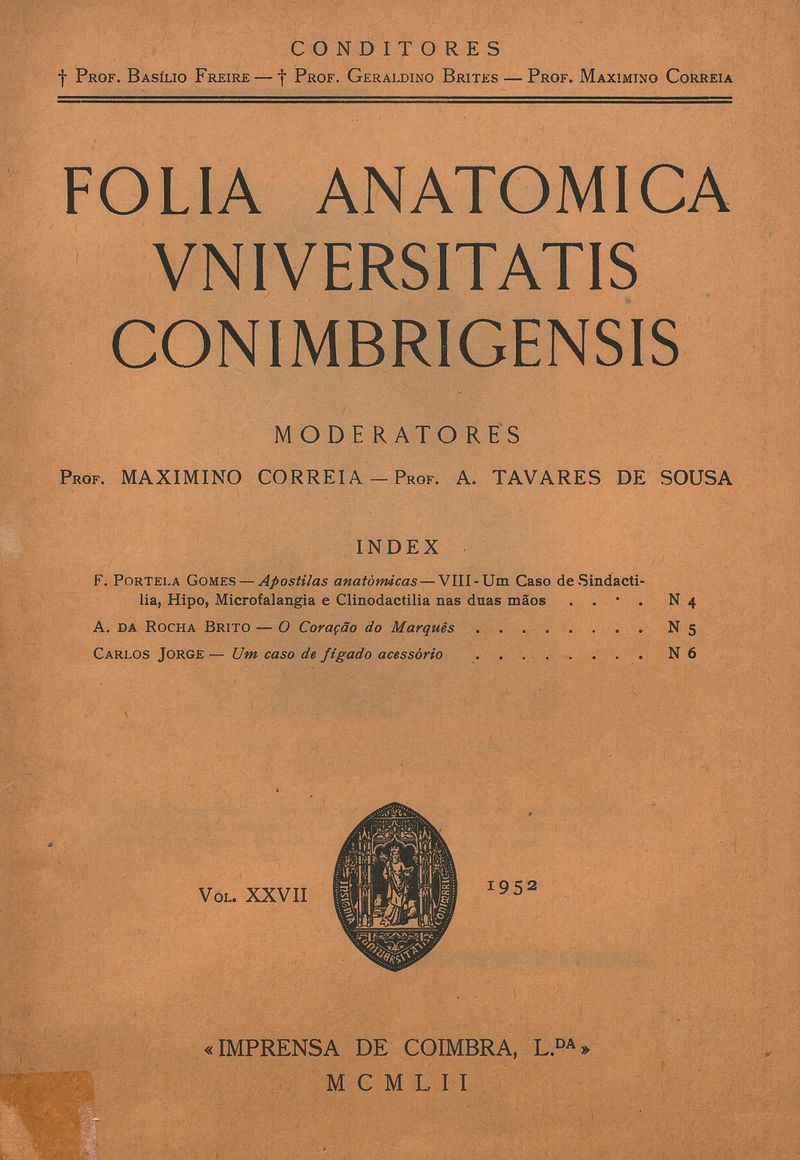 CONDITORES
† Prof. Basílio Freire — † Prof. Geraldino Brites — Prof. Maximino Correia
FOLIA ANATOMICA
VNIVERSITATIS
CONIMBRIGENSIS
MODERATORES
Prof. MAXIMINO CORREIA — Prof. A. TAVARES DE SOUSA
INDEX
F. Portela Gomes — Apostilas anatómicas — VIII - Um Caso de Sindacti-
lia, Hipo, Microfalangia e Clinodactilia nas duas mãos . . . . N 4
A. da Rocha Brito — O Coração do Marquês . . . . . . . . N 5
Carlos Jorge — Um caso de fígado acessório . . . . . . . . N 6
Vol. XXVII
INSIGNIA
VNIVERSITATIS
CONIMBRIG
1952
«IMPRENSA DE COIMBRA, L.DA»
MCMLII